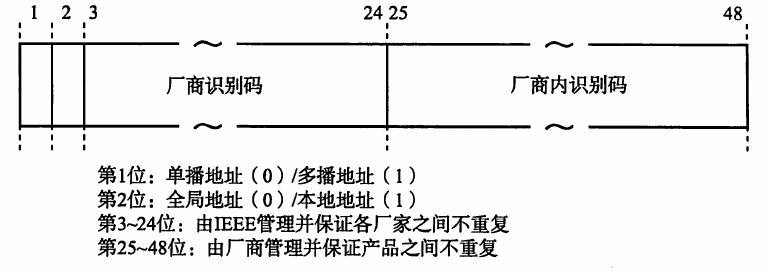 1 2 3 24 25 48
厂商识别码 厂商内识别码
第1位：单播地址（0）/多播地址（1）
第2位：全局地址（0）/本地地址（1）
第3~24位：由IEEE管理并保证各厂家之间不重复
第25~48位：由厂商管理并保证产品之间不重复